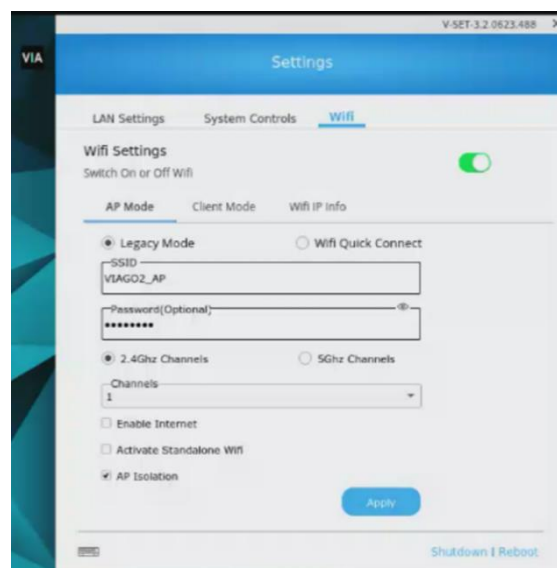 V-SET-3.2.0623.488 X
VIA
Settings
LAN Settings System Controls Wifi
Wifi Settings
Switch On or Off Wifi
AP Mode Client Mode Wifi IP Info
Legacy Mode Wifi Quick Connect
SSID
VIAGO2_AP
Password(Optional)
••••••••
2.4Ghz Channels 5Ghz Channels
Channels
1
Enable Internet
Activate Standalone Wifi
AP Isolation
Apply
Shutdown | Reboot